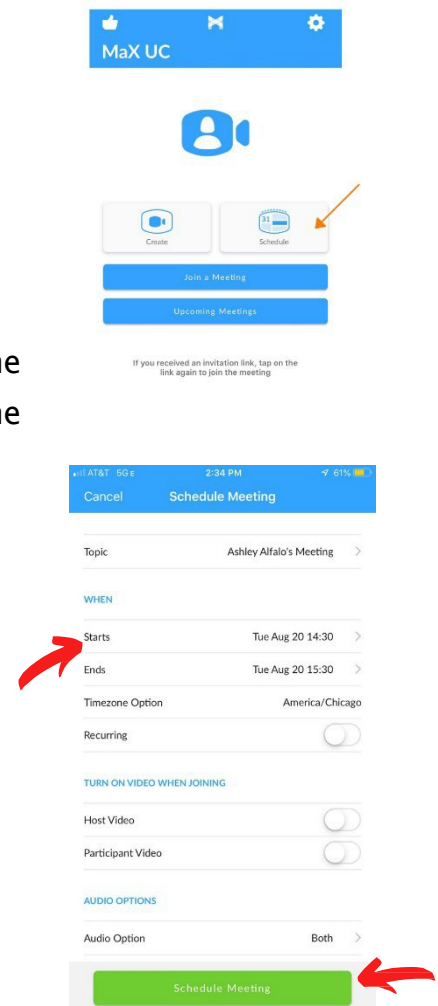 MaX UC
31
Create
Schedule
Join a Meeting
Upcoming Meetings
If you received an invitation link, tap on the
link again to join the meeting
ne
ne
AT&T 5GE 2:34 PM 61%
Cancel Schedule Meeting
Topic Ashley Alfalo's Meeting
WHEN
Starts Tue Aug 20 14:30
Ends Tue Aug 20 15:30
Timezone Option America/Chicago
Recurring
TURN ON VIDEO WHEN JOINING
Host Video
Participant Video
AUDIO OPTIONS
Audio Option Both
Schedule Meeting